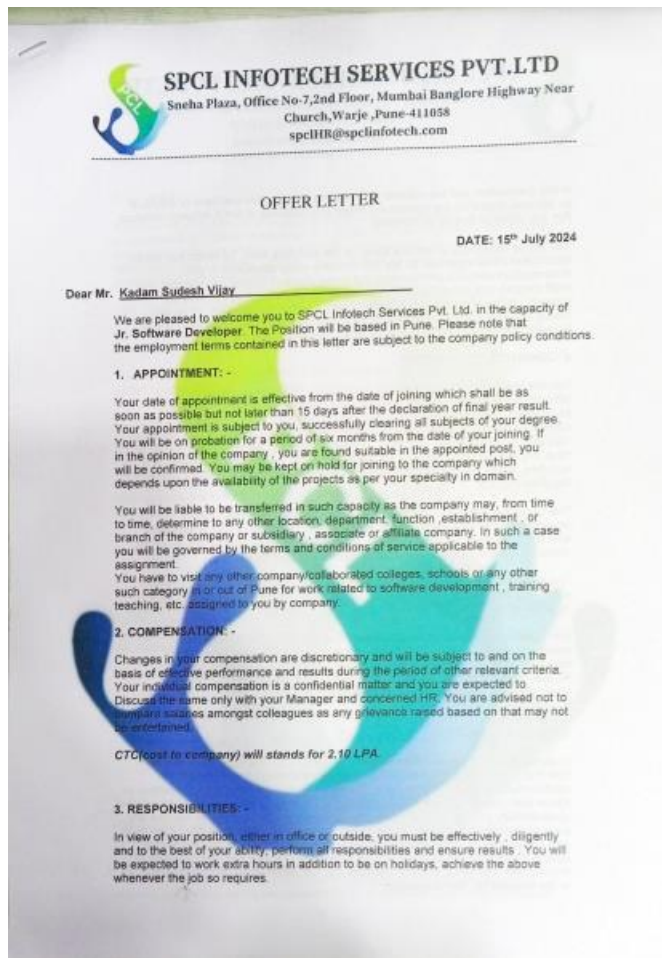 PCL
SPCL INFOTECH SERVICES PVT.LTD
Sneha Plaza, Office No-7,2nd Floor, Mumbai Banglore Highway Near
Church,Warje ,Pune-411058
spclHR@spclinfotech.com
OFFER LETTER
DATE: 15th July 2024
Dear Mr. Kadam Sudesh Vijay
We are pleased to welcome you to SPCL Infotech Services Pvt. Ltd. in the capacity of
Jr. Software Developer. The Position will be based in Pune. Please note that
the employment terms contained in this letter are subject to the company policy conditions.
1. APPOINTMENT: -
Your date of appointment is effective from the date of joining which shall be as
soon as possible but not later than 15 days after the declaration of final year result.
Your appointment is subject to you, successfully clearing all subjects of your degree.
You will be on probation for a period of six months from the date of your joining. If
in the opinion of the company , you are found suitable in the appointed post, you
will be confirmed. You may be kept on hold for joining to the company which
depends upon the availability of the projects as per your specialty in domain.
You will be liable to be transferred in such capacity as the company may, from time
to time, determine to any other location, department, function ,establishment , or
branch of the company or subsidiary , associate or affiliate company. In such a case
you will be governed by the terms and conditions of service applicable to the
assignment.
You have to visit any other company/collaborated colleges, schools or any other
such category in or out of Pune for work related to software development , training
teaching, etc. assigned to you by company.
2. COMPENSATION: -
Changes in your compensation are discretionary and will be subject to and on the
basis of effective performance and results during the period of other relevant criteria.
Your individual compensation is a confidential matter and you are expected to
Discuss the same only with your Manager and concerned HR. You are advised not to
compare salaries amongst colleagues as any grievance raised based on that may not
be entertained.
CTC(cost to company) will stands for 2.10 LPA.
3. RESPONSIBILITIES: -
In view of your position, either in office or outside, you must be effectively , diligently
and to the best of your ability, perform all responsibilities and ensure results . You will
be expected to work extra hours in addition to be on holidays, achieve the above
whenever the job so requires.